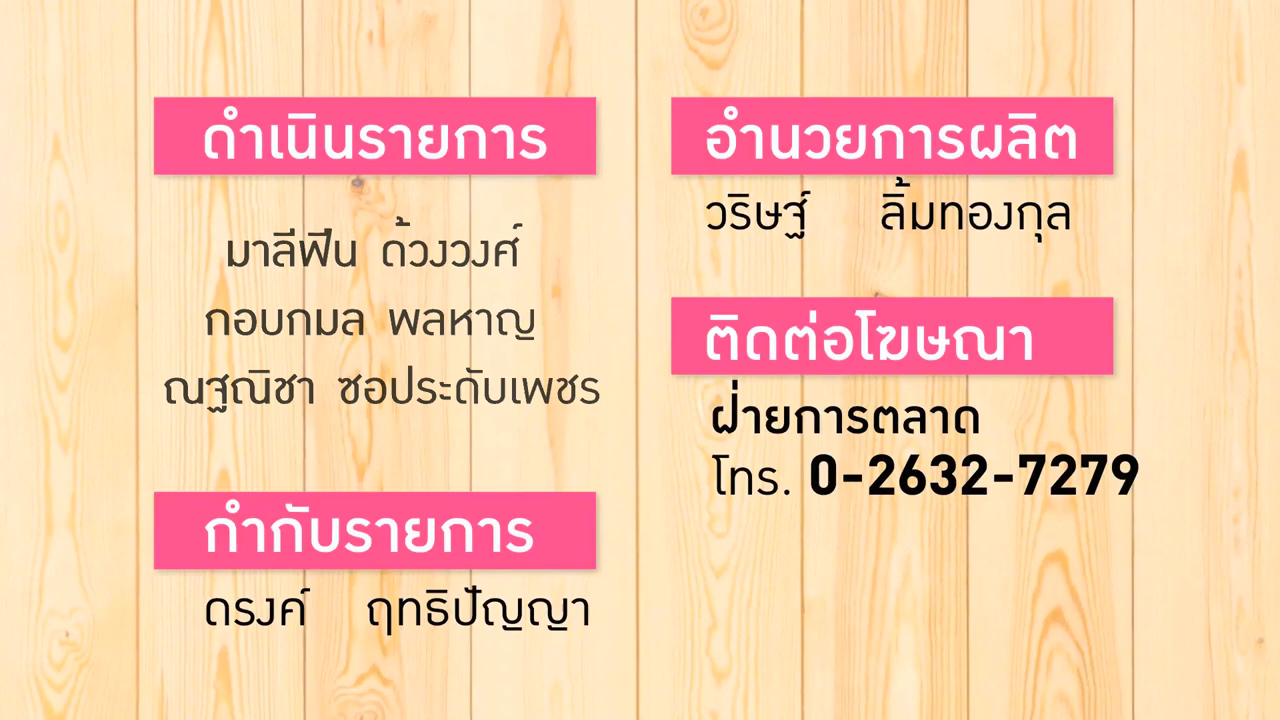 ดำเนินรายการ
มาลีฟีน ด้วงวงศ์
กอบกมล พลหาญ
ณฐณิชา ซอประดับเพชร
กำกับรายการ
ดรงค์ ฤทธิปัญญา
อำนวยการผลิต
วริษฐ์ ลิ้มทองกุล
ติดต่อโฆษณา
ฝ่ายการตลาด
โทร. 0-2632-7279